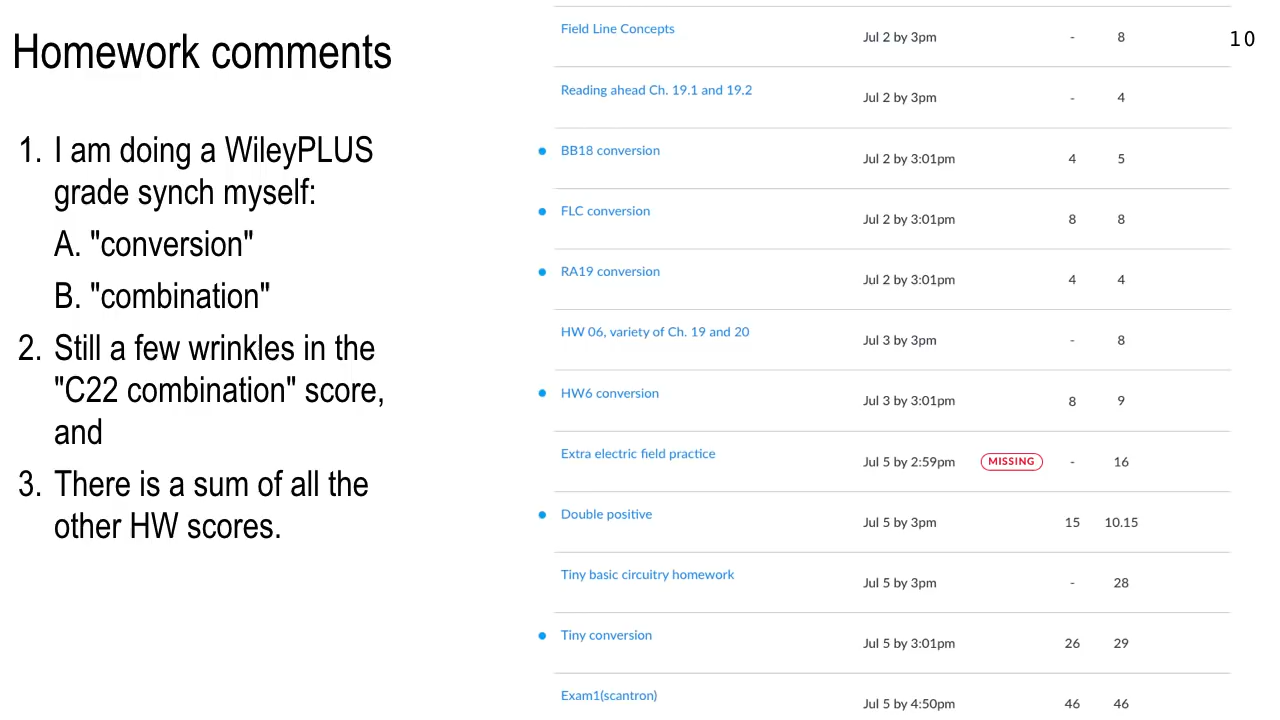 Homework comments
1. I am doing a WileyPLUS
grade synch myself:
A. "conversion"
B. "combination"
2. Still a few wrinkles in the
"C22 combination" score,
and
3. There is a sum of all the
other HW scores.
10
Field Line Concepts Jul 2 by 3pm - 8
Reading ahead Ch. 19.1 and 19.2 Jul 2 by 3pm - 4
BB18 conversion Jul 2 by 3:01pm 4 5
FLC conversion Jul 2 by 3:01pm 8 8
RA19 conversion Jul 2 by 3:01pm 4 4
HW 06, variety of Ch. 19 and 20 Jul 3 by 3pm - 8
HW6 conversion Jul 3 by 3:01pm 8 9
Extra electric field practice Jul 5 by 2:59pm MISSING - 16
Double positive Jul 5 by 3pm 15 10.15
Tiny basic circuitry homework Jul 5 by 3pm - 28
Tiny conversion Jul 5 by 3:01pm 26 29
Exam1(scantron) Jul 5 by 4:50pm 46 46